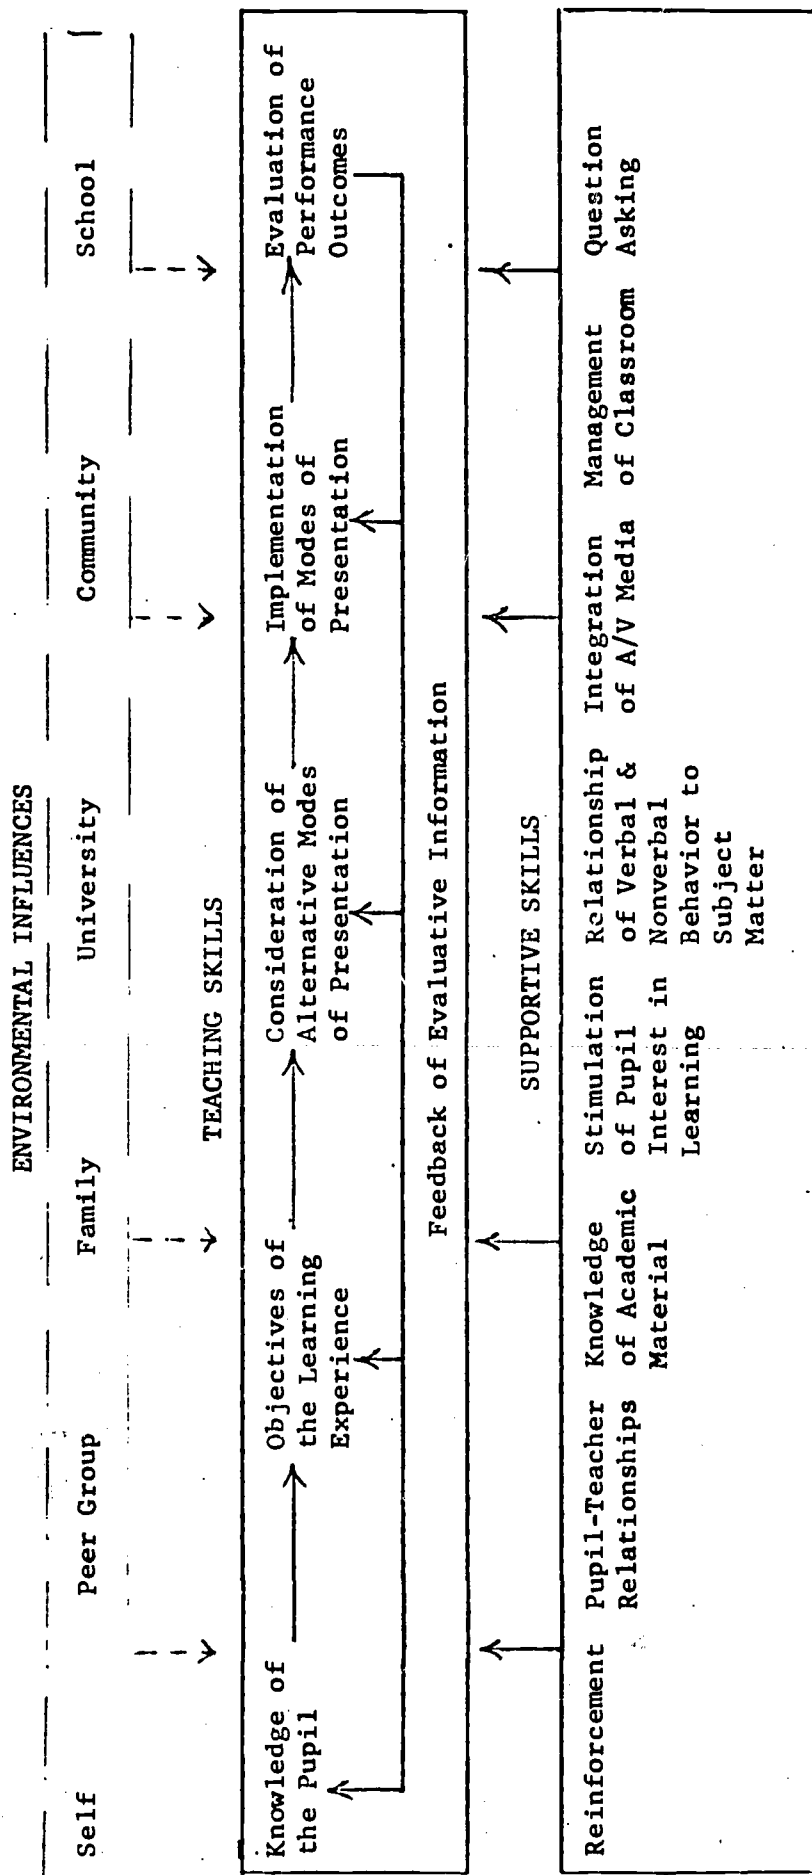 ENVIRONMENTAL INFLUENCES
Self Peer Group Family University Community School
TEACHING SKILLS
Knowledge of
the Pupil
Objectives of
the Learning
Experience
Consideration of
Alternative Modes
of Presentation
Implementation
of Modes of
Presentation
Evaluation of
Performance
Outcomes
Feedback of Evaluative Information
SUPPORTIVE SKILLS
Reinforcement
Pupil-Teacher
Relationships
Knowledge
of Academic
Material
Stimulation
of Pupil
Interest in
Learning
Relationship
of Verbal &
Nonverbal
Behavior to
Subject
Matter
Integration
of A/V Media
Management
of Classroom
Question
Asking